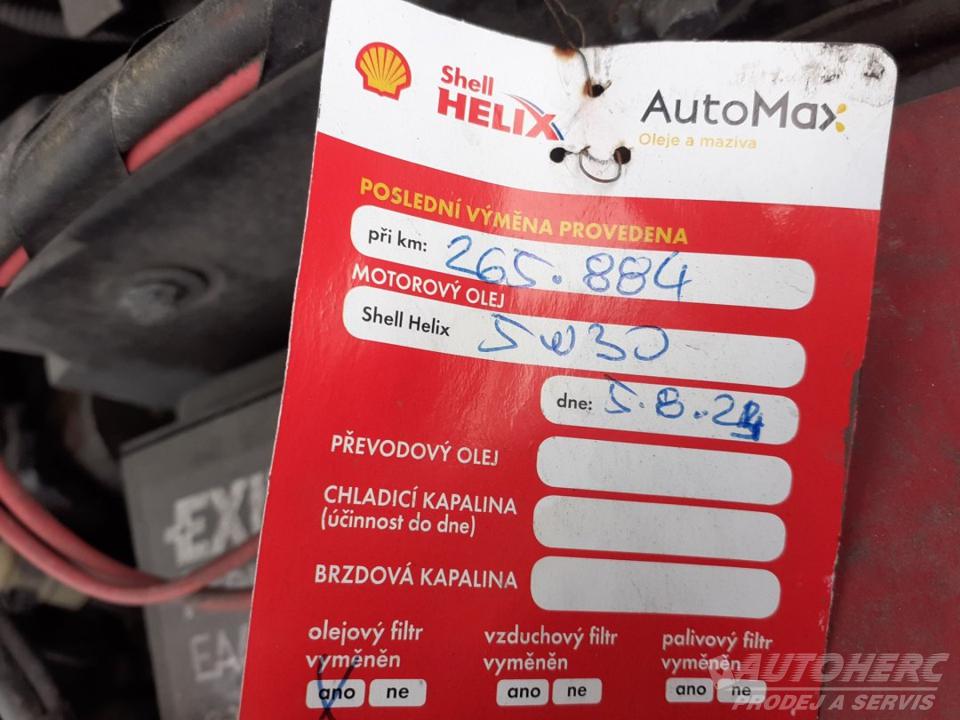 Shell
HELIX
AutoMax
Oleje a maziva
POSLEDNÍ VÝMĚNA PROVEDENA
při km: 265.884
MOTOROVÝ OLEJ
Shell Helix 5W30
dne: 5.8.24
PŘEVODOVÝ OLEJ
CHLADICÍ KAPALINA
(účinnost do dne)
BRZDOVÁ KAPALINA
olejový filtr
vyměněn
ano ne
vzduchový filtr
vyměněn
ano ne
palivový filtr
vyměněn
ano ne
AUTOHERC
PRODEJ A SERVIS